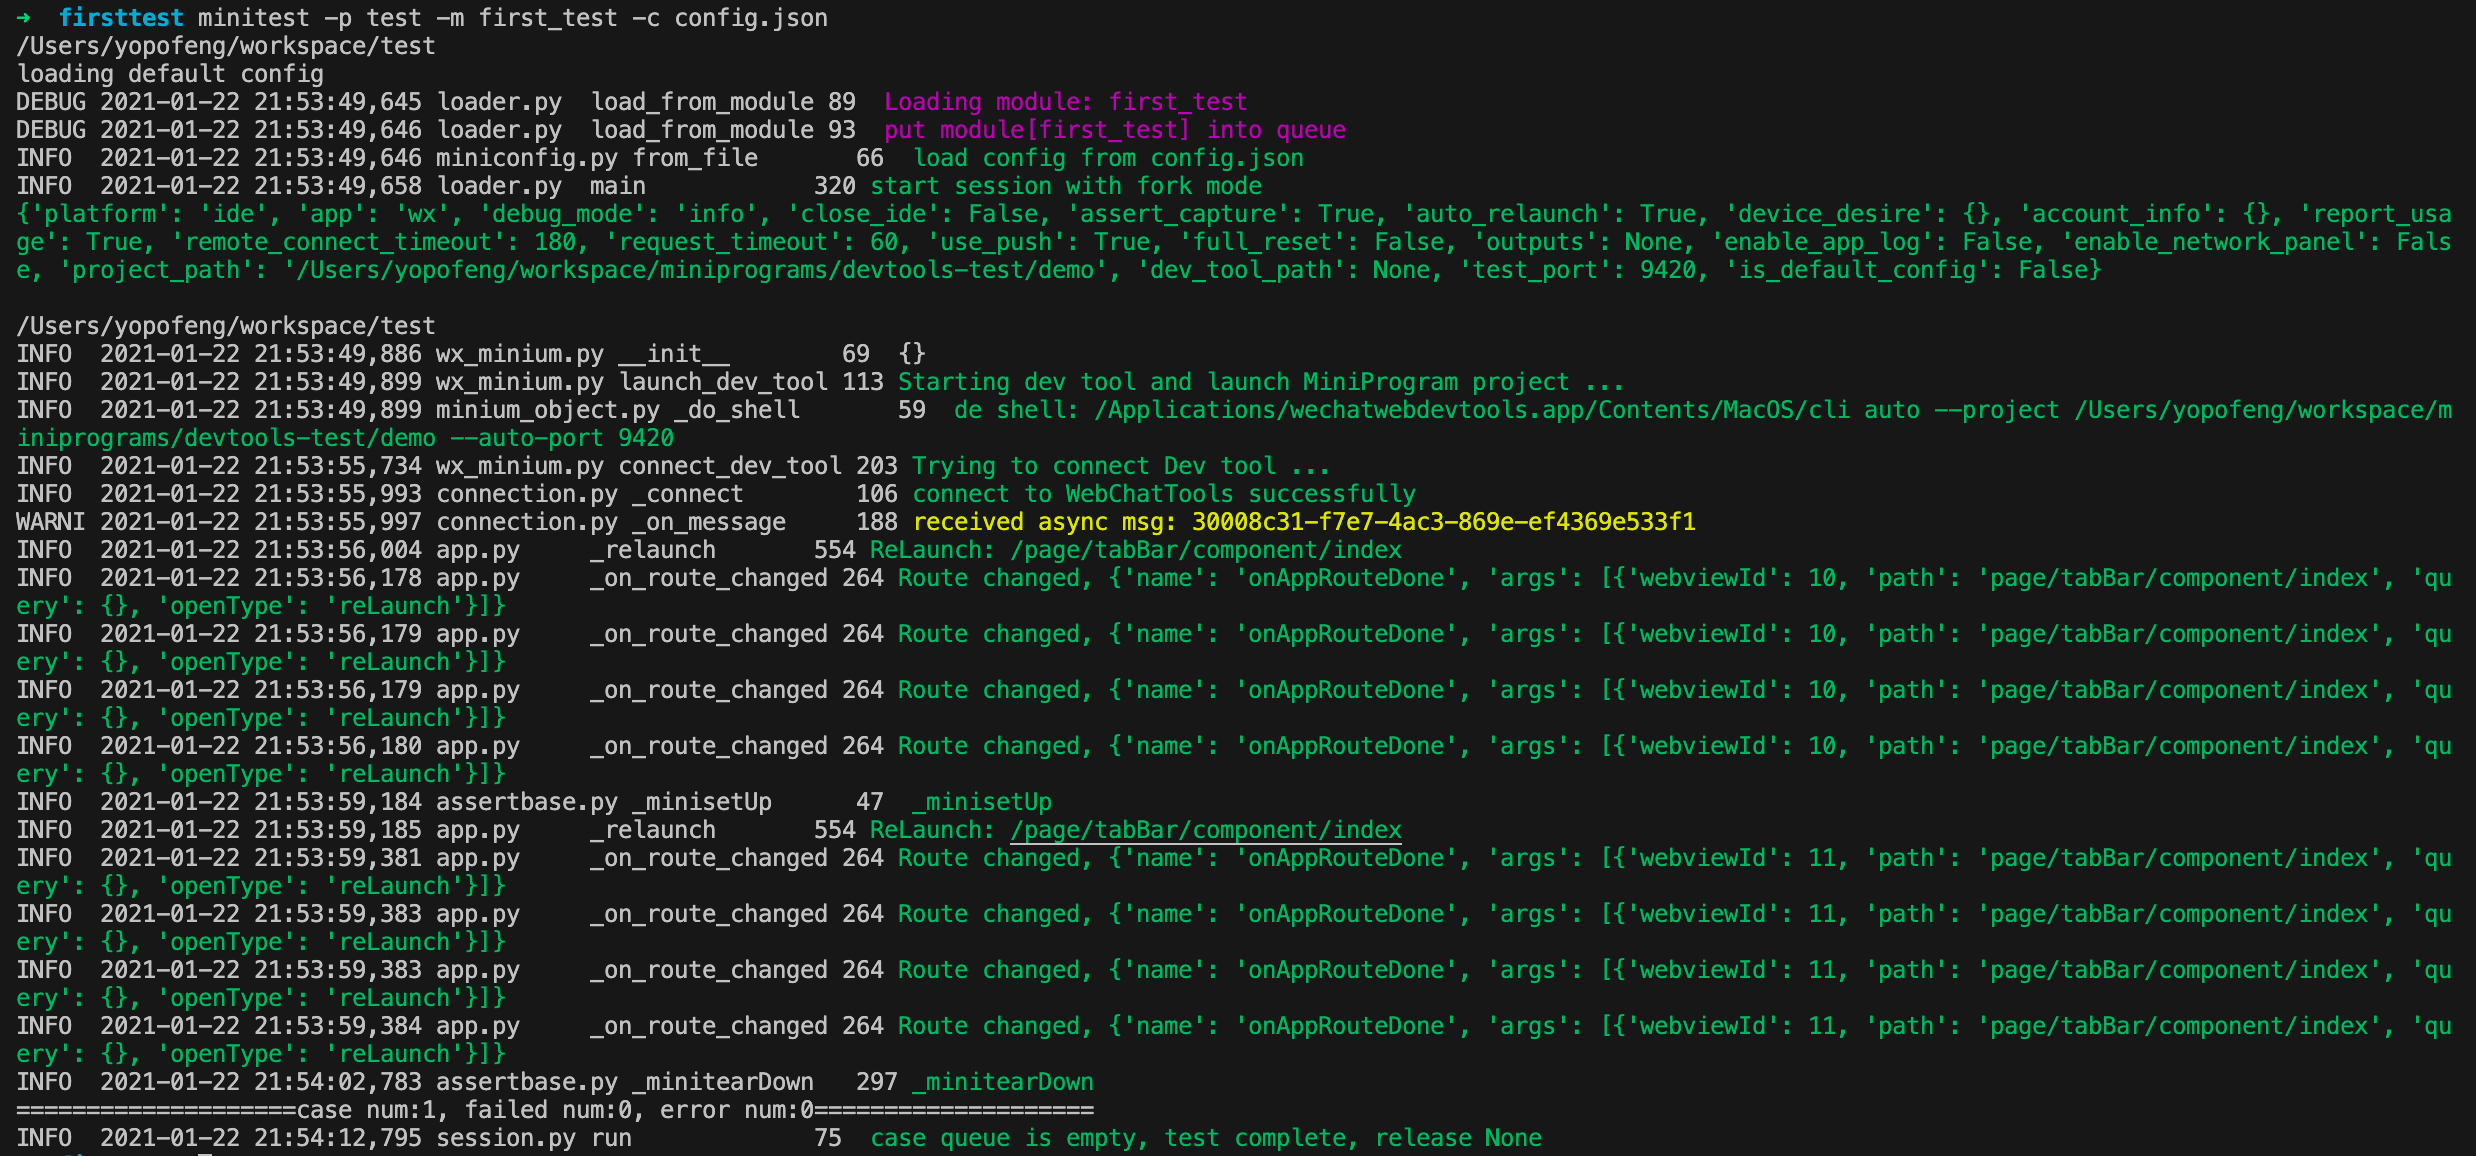 ➜  firsttest minitest -p test -m first_test -c config.json
/Users/yopofeng/workspace/test
loading default config
DEBUG 2021-01-22 21:53:49,645 loader.py  load_from_module 89  Loading module: first_test
DEBUG 2021-01-22 21:53:49,646 loader.py  load_from_module 93  put module[first_test] into queue
INFO  2021-01-22 21:53:49,646 miniconfig.py from_file       66  load config from config.json
INFO  2021-01-22 21:53:49,658 loader.py  main            320 start session with fork mode
{'platform': 'ide', 'app': 'wx', 'debug_mode': 'info', 'close_ide': False, 'assert_capture': True, 'auto_relaunch': True, 'device_desire': {}, 'account_info': {}, 'report_usa
ge': True, 'remote_connect_timeout': 180, 'request_timeout': 60, 'use_push': True, 'full_reset': False, 'outputs': None, 'enable_app_log': False, 'enable_network_panel': Fals
e, 'project_path': '/Users/yopofeng/workspace/miniprograms/devtools-test/demo', 'dev_tool_path': None, 'test_port': 9420, 'is_default_config': False}
/Users/yopofeng/workspace/test
INFO  2021-01-22 21:53:49,886 wx_minium.py __init__        69  {}
INFO  2021-01-22 21:53:49,899 wx_minium.py launch_dev_tool 113 Starting dev tool and launch MiniProgram project ...
INFO  2021-01-22 21:53:49,899 minium_object.py _do_shell       59  de shell: /Applications/wechatwebdevtools.app/Contents/MacOS/cli auto --project /Users/yopofeng/workspace/m
iniprograms/devtools-test/demo --auto-port 9420
INFO  2021-01-22 21:53:55,734 wx_minium.py connect_dev_tool 203 Trying to connect Dev tool ...
INFO  2021-01-22 21:53:55,993 connection.py _connect        106 connect to WebChatTools successfully
WARNI 2021-01-22 21:53:55,997 connection.py _on_message     188 received async msg: 30008c31-f7e7-4ac3-869e-ef4369e533f1
INFO  2021-01-22 21:53:56,004 app.py     _relaunch       554 ReLaunch: /page/tabBar/component/index
INFO  2021-01-22 21:53:56,178 app.py     _on_route_changed 264 Route changed, {'name': 'onAppRouteDone', 'args': [{'webviewId': 10, 'path': 'page/tabBar/component/index', 'qu
ery': {}, 'openType': 'reLaunch'}]}
INFO  2021-01-22 21:53:56,179 app.py     _on_route_changed 264 Route changed, {'name': 'onAppRouteDone', 'args': [{'webviewId': 10, 'path': 'page/tabBar/component/index', 'qu
ery': {}, 'openType': 'reLaunch'}]}
INFO  2021-01-22 21:53:56,179 app.py     _on_route_changed 264 Route changed, {'name': 'onAppRouteDone', 'args': [{'webviewId': 10, 'path': 'page/tabBar/component/index', 'qu
ery': {}, 'openType': 'reLaunch'}]}
INFO  2021-01-22 21:53:56,180 app.py     _on_route_changed 264 Route changed, {'name': 'onAppRouteDone', 'args': [{'webviewId': 10, 'path': 'page/tabBar/component/index', 'qu
ery': {}, 'openType': 'reLaunch'}]}
INFO  2021-01-22 21:53:59,184 assertbase.py _minisetUp      47  _minisetUp
INFO  2021-01-22 21:53:59,185 app.py     _relaunch       554 ReLaunch: /page/tabBar/component/index
INFO  2021-01-22 21:53:59,381 app.py     _on_route_changed 264 Route changed, {'name': 'onAppRouteDone', 'args': [{'webviewId': 11, 'path': 'page/tabBar/component/index', 'qu
ery': {}, 'openType': 'reLaunch'}]}
INFO  2021-01-22 21:53:59,383 app.py     _on_route_changed 264 Route changed, {'name': 'onAppRouteDone', 'args': [{'webviewId': 11, 'path': 'page/tabBar/component/index', 'qu
ery': {}, 'openType': 'reLaunch'}]}
INFO  2021-01-22 21:53:59,383 app.py     _on_route_changed 264 Route changed, {'name': 'onAppRouteDone', 'args': [{'webviewId': 11, 'path': 'page/tabBar/component/index', 'qu
ery': {}, 'openType': 'reLaunch'}]}
INFO  2021-01-22 21:53:59,384 app.py     _on_route_changed 264 Route changed, {'name': 'onAppRouteDone', 'args': [{'webviewId': 11, 'path': 'page/tabBar/component/index', 'qu
ery': {}, 'openType': 'reLaunch'}]}
INFO  2021-01-22 21:54:02,783 assertbase.py _minitearDown   297 _minitearDown
====================case num:1, failed num:0, error num:0====================
INFO  2021-01-22 21:54:12,795 session.py run             75  case queue is empty, test complete, release None